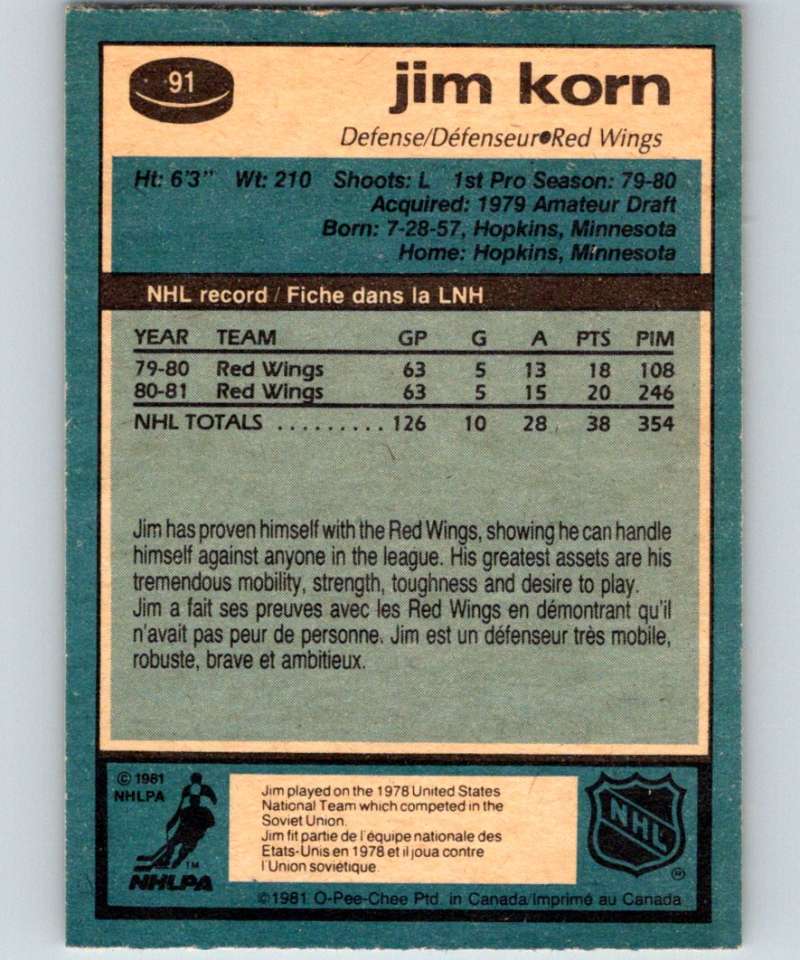 91
jim korn
Defense/Défenseur●Red Wings
Ht: 6'3" Wt: 210 Shoots: L 1st Pro Season: 79-80
Acquired: 1979 Amateur Draft
Born: 7-28-57, Hopkins, Minnesota
Home: Hopkins, Minnesota
NHL record / Fiche dans la LNH
YEAR TEAM GP G A PTS PIM
79-80 Red Wings 63 5 13 18 108
80-81 Red Wings 63 5 15 20 246
NHL TOTALS ......... 126 10 28 38 354
Jim has proven himself with the Red Wings, showing he can handle
himself against anyone in the league. His greatest assets are his
tremendous mobility, strength, toughness and desire to play.
Jim a fait ses preuves avec les Red Wings en démontrant qu'il
n'avait pas peur de personne. Jim est un défenseur très mobile,
robuste, brave et ambitieux.
© 1981
NHLPA
TM
NHLPA
Jim played on the 1978 United States
National Team which competed in the
Soviet Union.
Jim fit partie de l'équipe nationale des
Etats-Unis en 1978 et il joua contre
l'Union soviétique.
NHL
©1981 O-Pee-Chee Ptd. in Canada/Imprimé au Canada